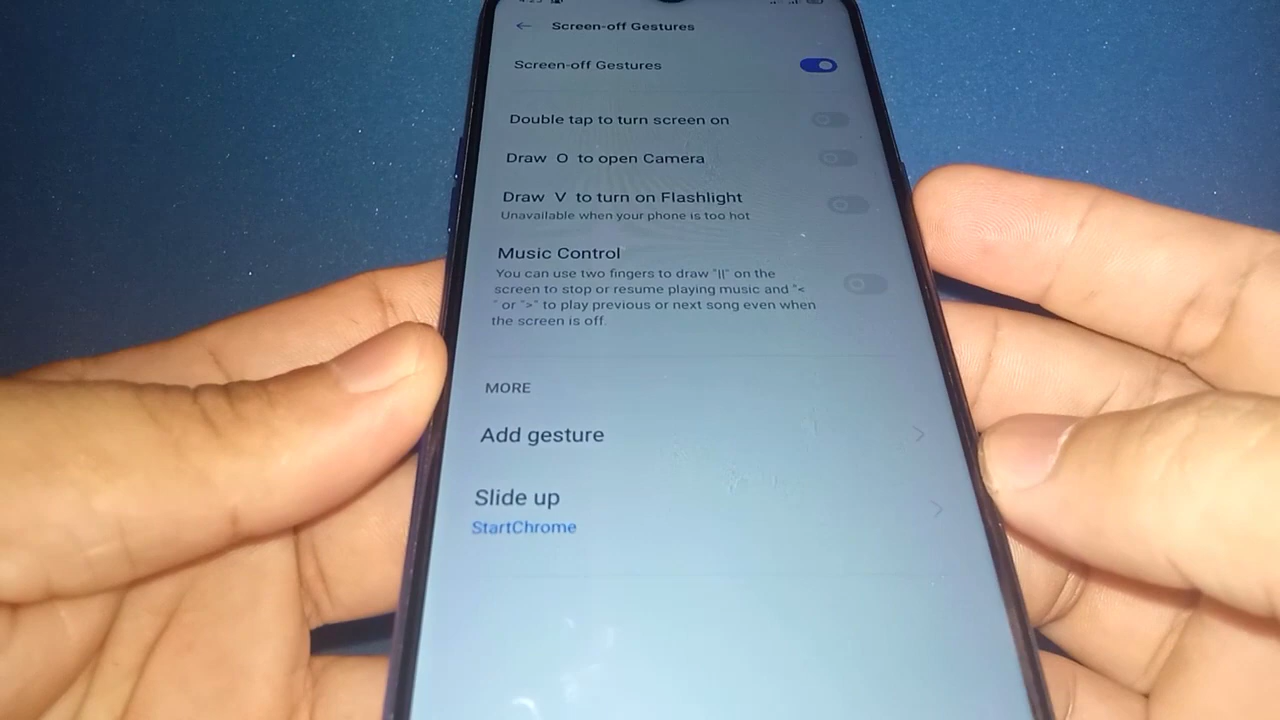 Screen-off Gestures
Screen-off Gestures
Double tap to turn screen on
Draw O to open Camera
Draw V to turn on Flashlight
Unavailable when your phone is too hot
Music Control
You can use two fingers to draw "||" on the
screen to stop or resume playing music and "<
" or ">" to play previous or next song even when
the screen is off.
MORE
Add gesture
Slide up
StartChrome